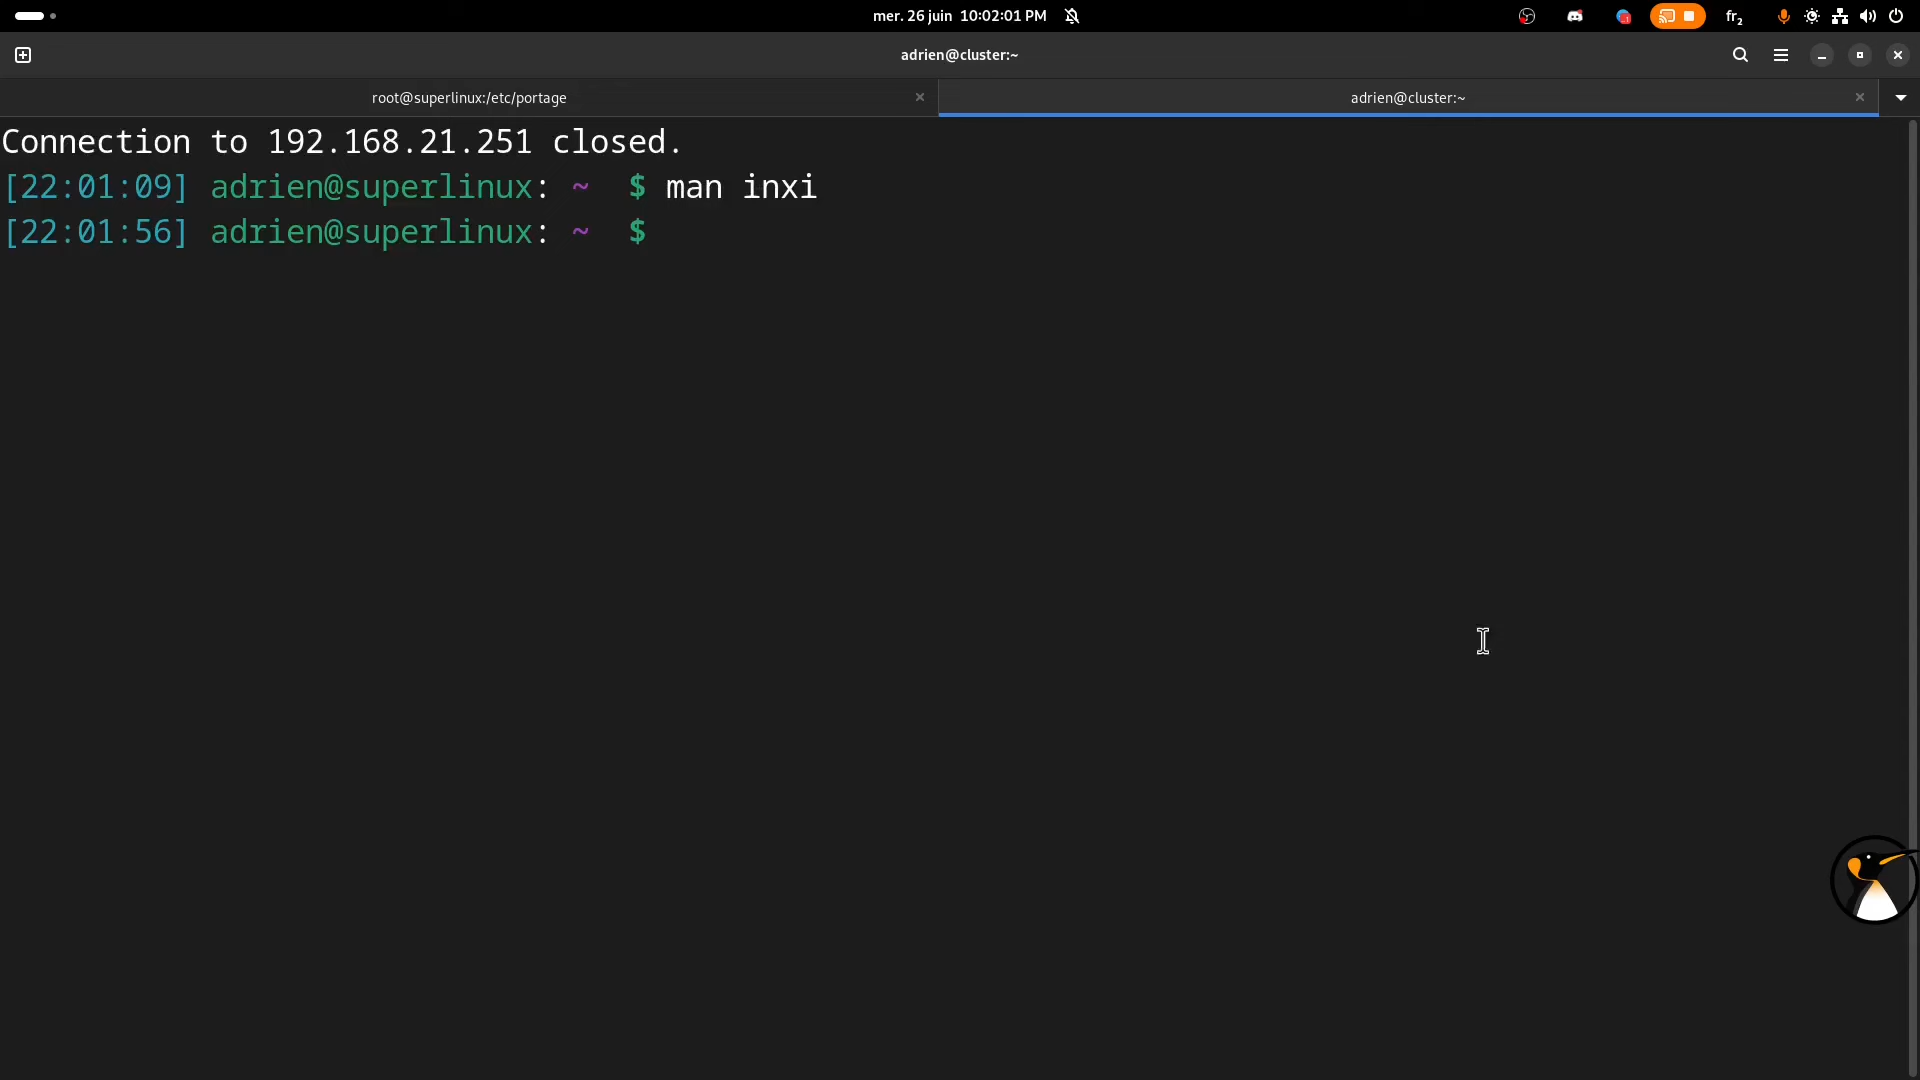 mer. 26 juin 10:02:01 PM
fr₂
adrien@cluster:~
root@superlinux:/etc/portage
adrien@cluster:~
Connection to 192.168.21.251 closed.
[22:01:09] adrien@superlinux: ~ $ man inxi
[22:01:56] adrien@superlinux: ~ $